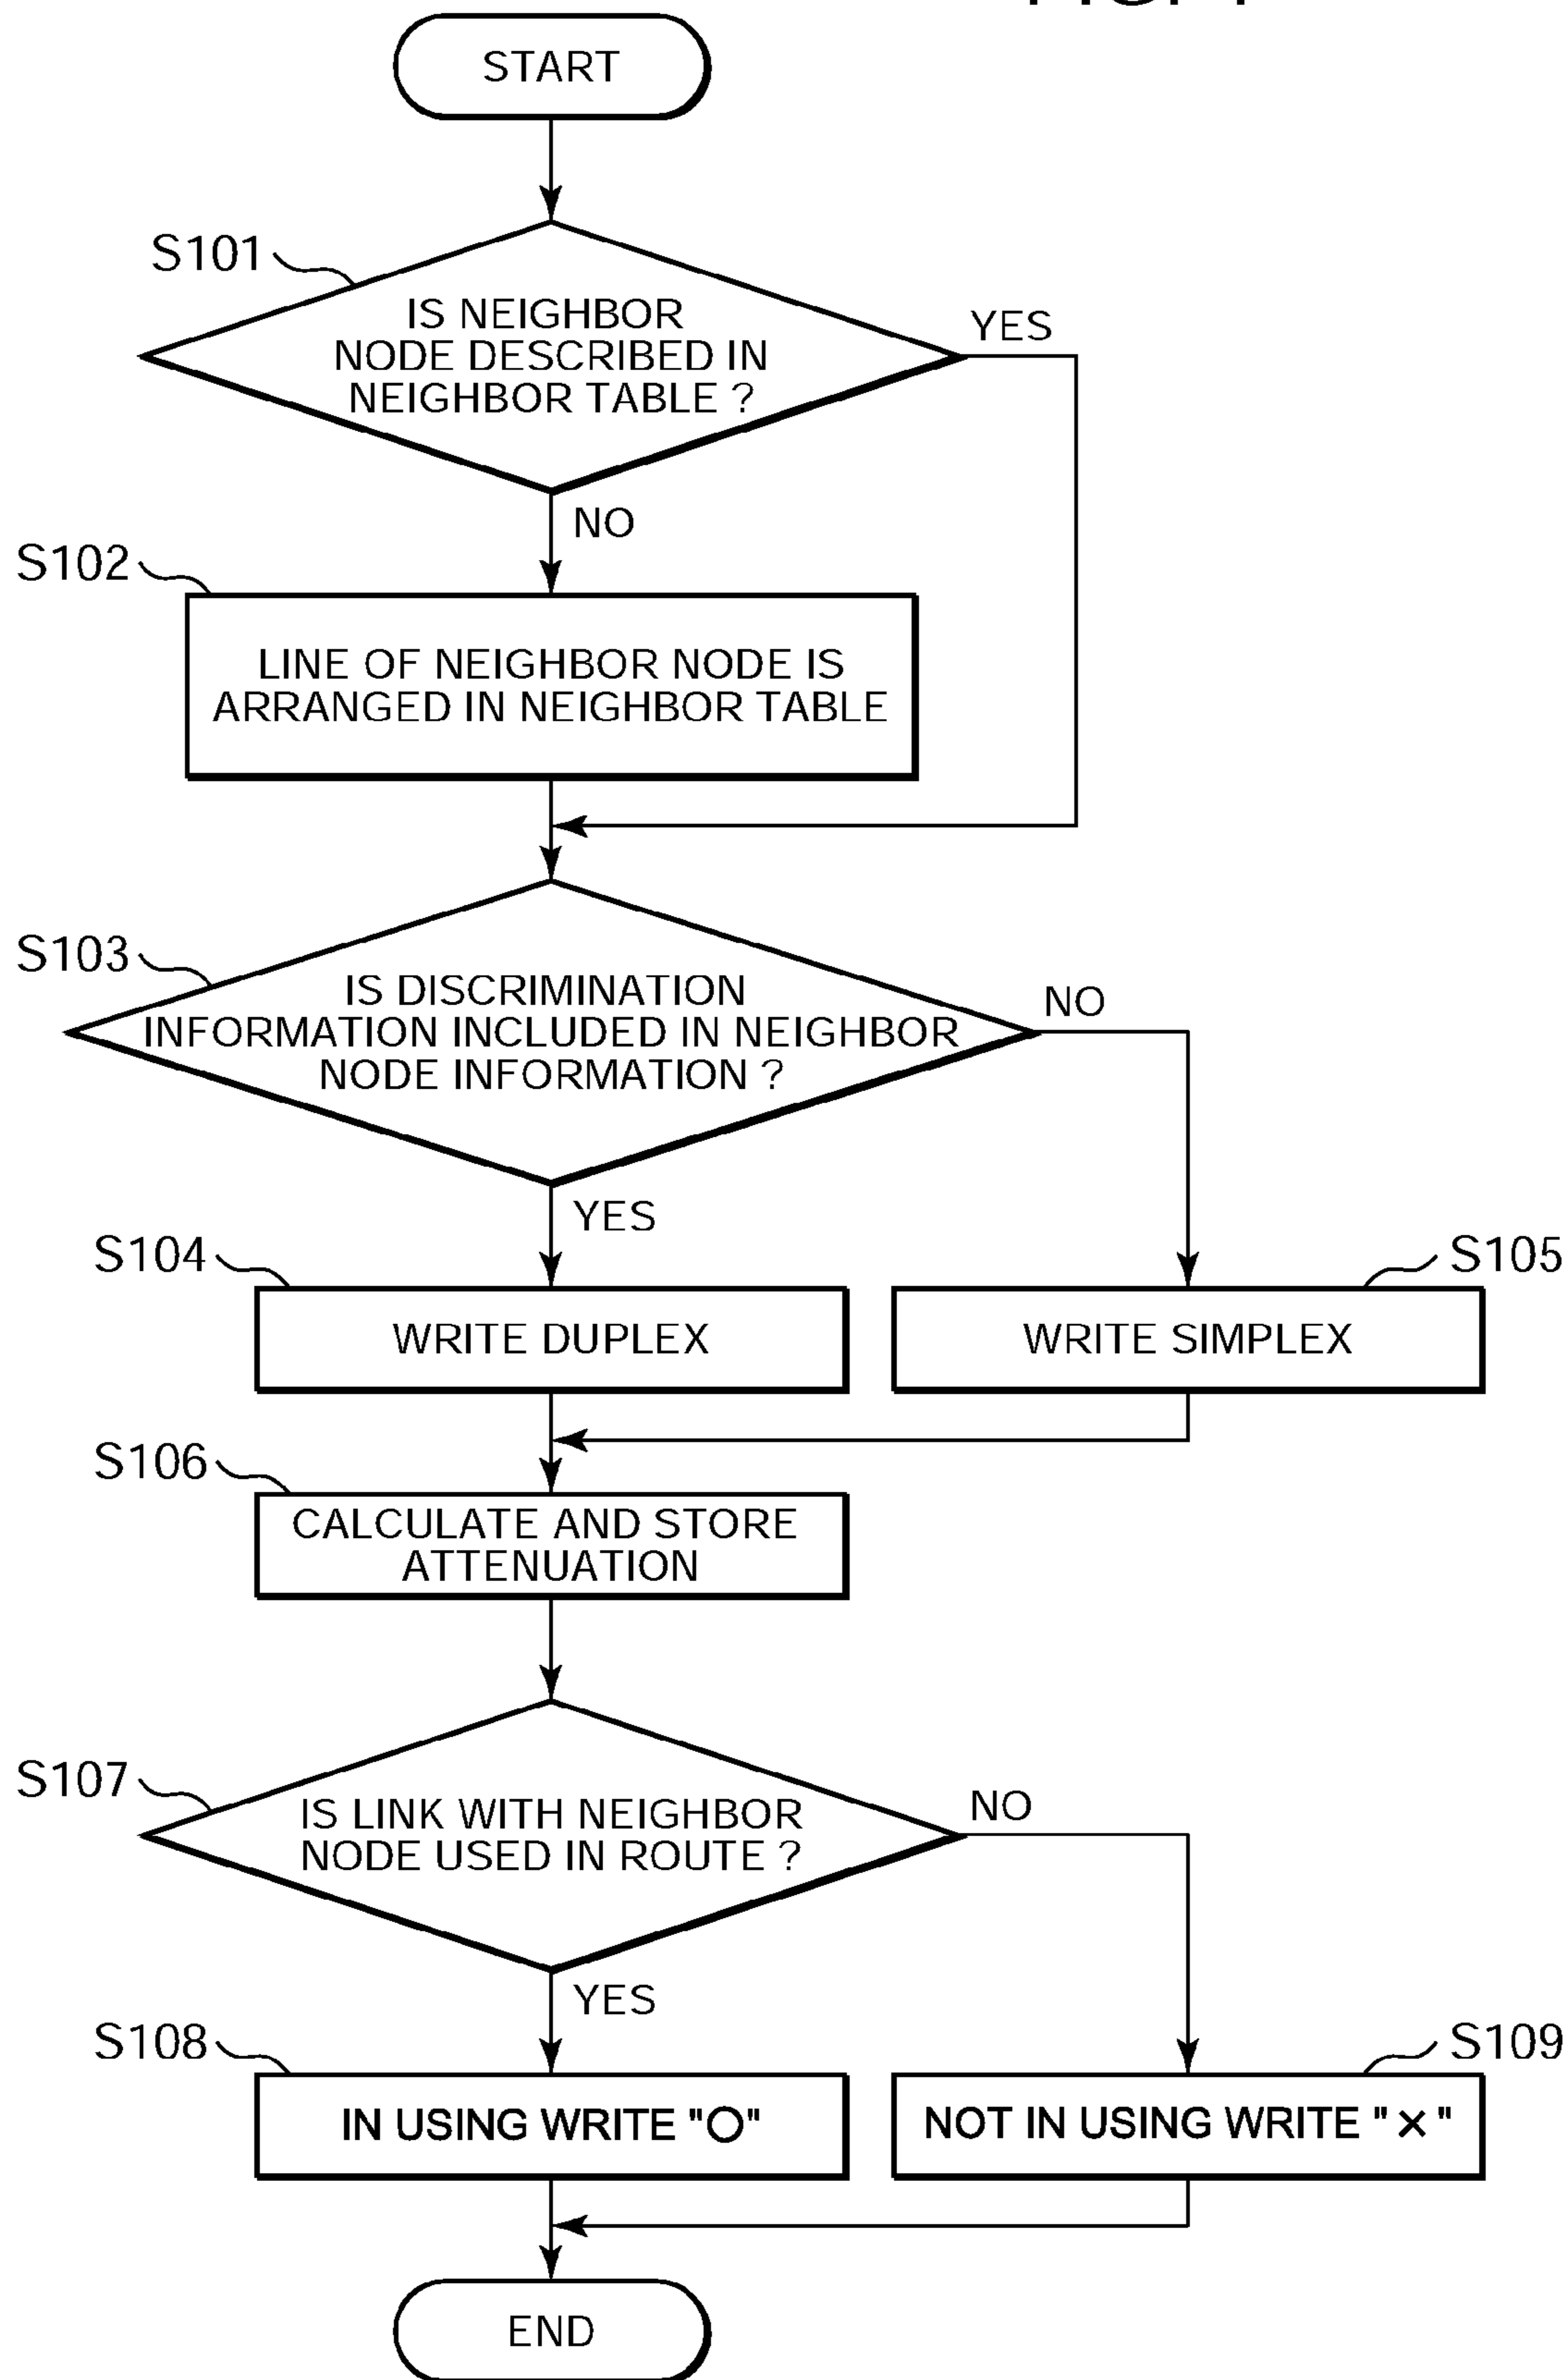 START
S101
IS NEIGHBOR
NODE DESCRIBED IN
NEIGHBOR TABLE ?
YES
NO
S102
LINE OF NEIGHBOR NODE IS
ARRANGED IN NEIGHBOR TABLE
S103
IS DISCRIMINATION
INFORMATION INCLUDED IN NEIGHBOR
NODE INFORMATION ?
NO
YES
S104
WRITE DUPLEX
S105
WRITE SIMPLEX
S106
CALCULATE AND STORE
ATTENUATION
S107
IS LINK WITH NEIGHBOR
NODE USED IN ROUTE ?
NO
YES
S108
IN USING WRITE "○"
S109
NOT IN USING WRITE " × "
END